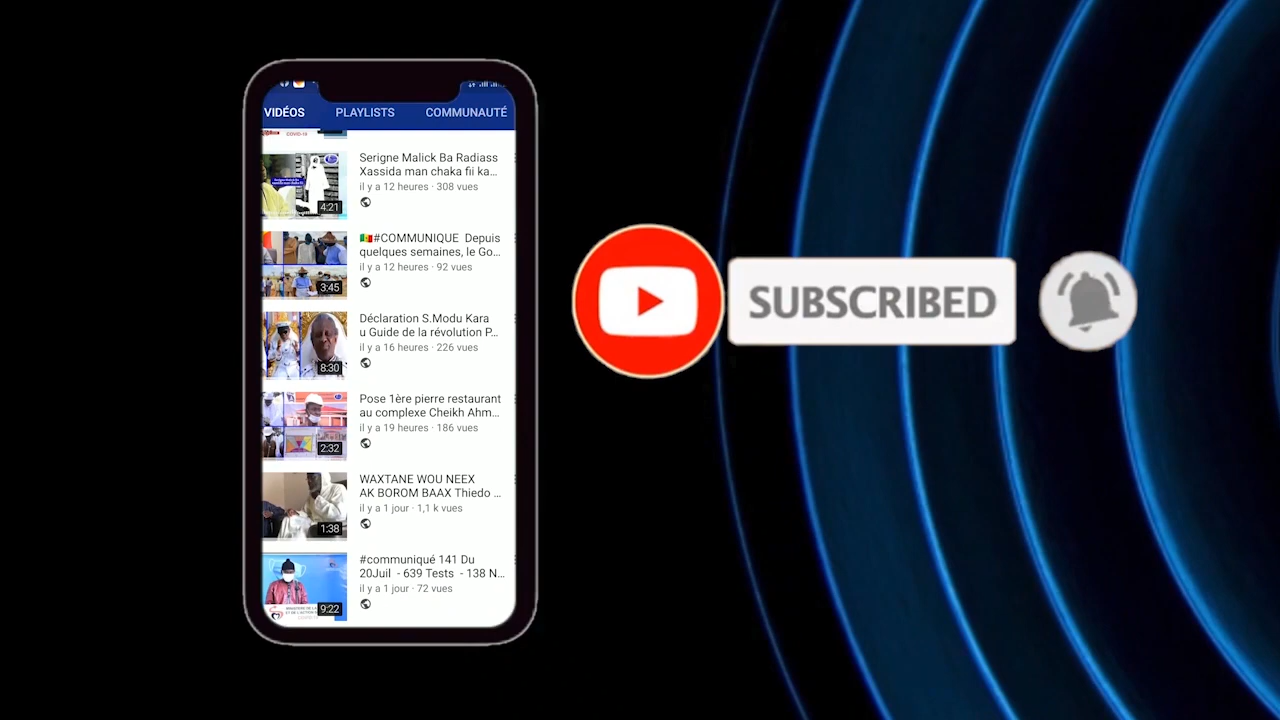 VIDÉOS PLAYLISTS COMMUNAUTÉ
COVID-19
Serigne Malick Ba Radiass
Xassida man chaka fii ka...
il y a 12 heures · 308 vues
4:21
🇸🇳#COMMUNIQUE Depuis
quelques semaines, le Go...
il y a 12 heures · 92 vues
3:45
Déclaration S.Modu Kara
u Guide de la révolution P...
il y a 16 heures · 226 vues
8:30
Pose 1ère pierre restaurant
au complexe Cheikh Ahm...
il y a 19 heures · 186 vues
2:32
WAXTANE WOU NEEX
AK BOROM BAAX Thiedo ...
il y a 1 jour · 1,1 k vues
1:38
#communiqué 141 Du
20Juil - 639 Tests - 138 N...
il y a 1 jour · 72 vues
9:22
SUBSCRIBED